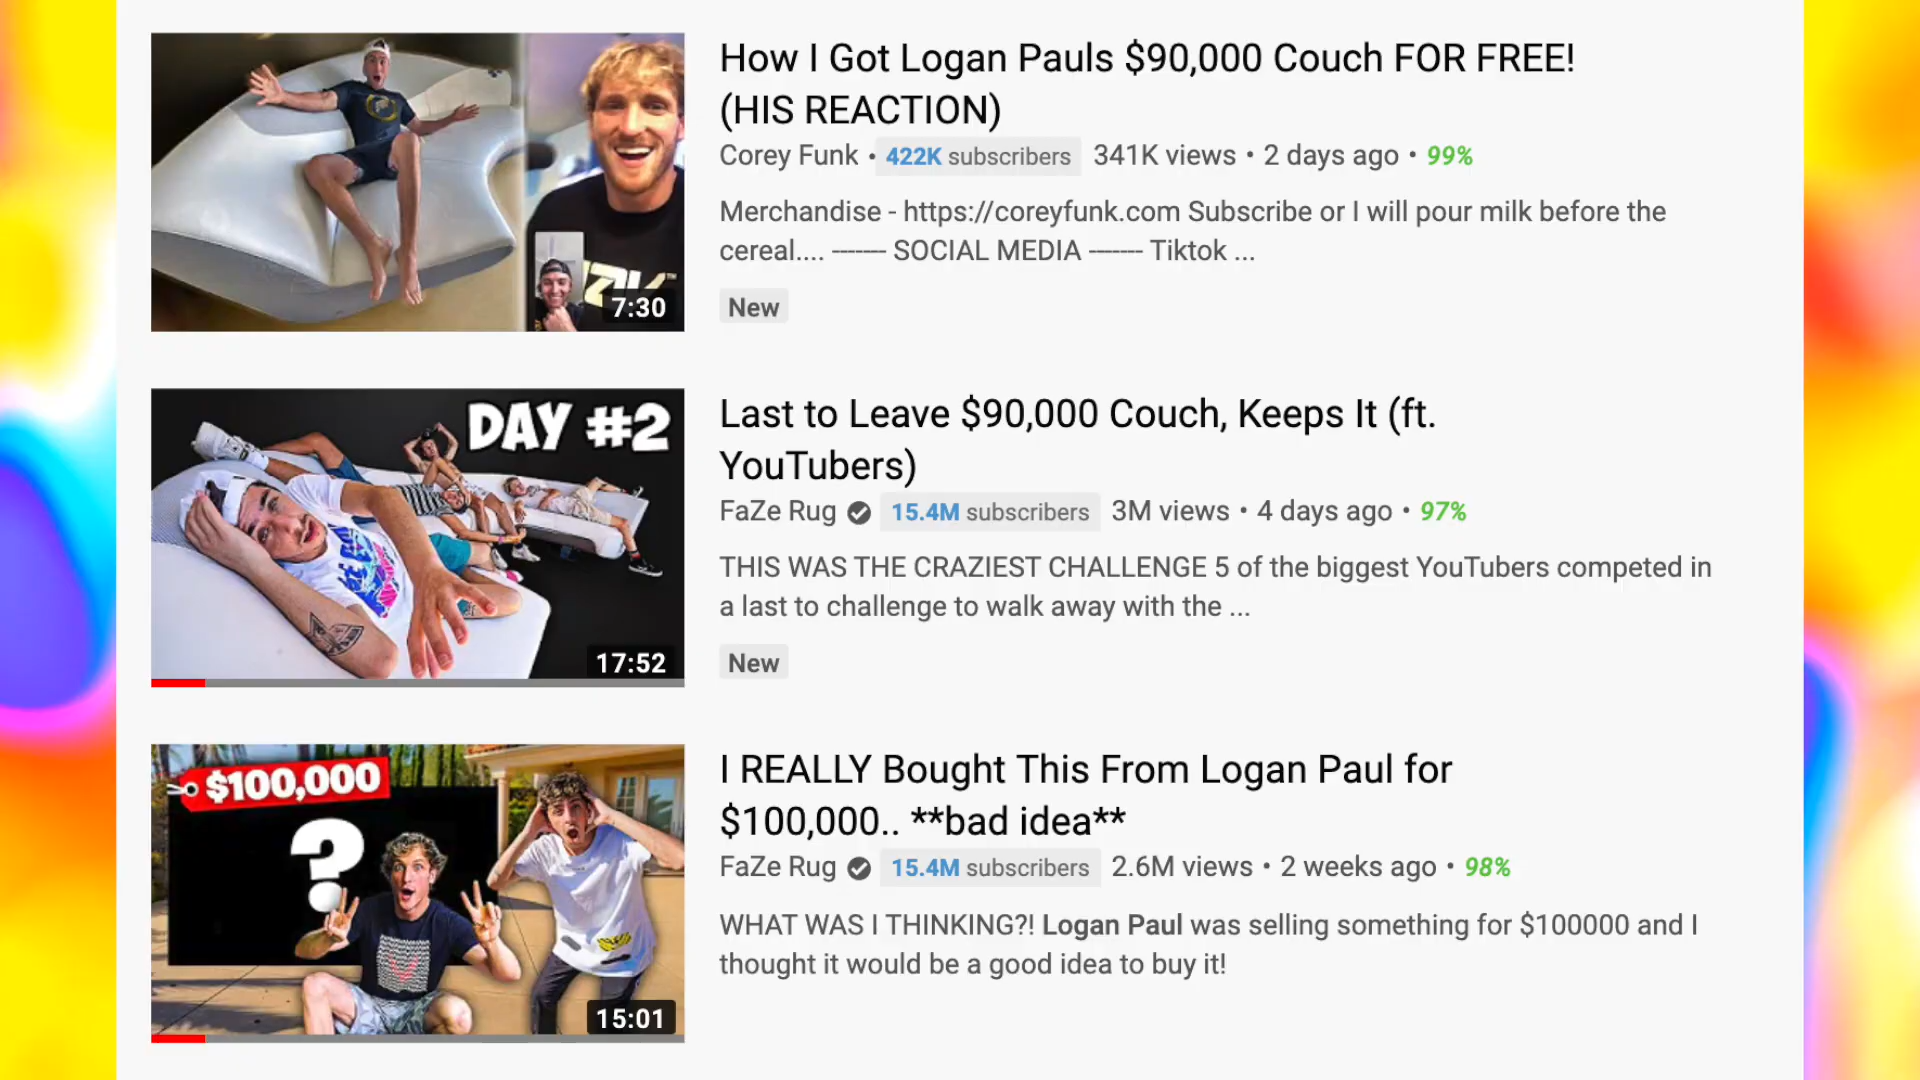 How I Got Logan Pauls $90,000 Couch FOR FREE!
(HIS REACTION)
Corey Funk • 422K subscribers 341K views • 2 days ago • 99%
Merchandise - https://coreyfunk.com Subscribe or I will pour milk before the
cereal.... ------- SOCIAL MEDIA ------- Tiktok ...
7:30
New
DAY #2
Last to Leave $90,000 Couch, Keeps It (ft.
YouTubers)
FaZe Rug 15.4M subscribers 3M views • 4 days ago • 97%
THIS WAS THE CRAZIEST CHALLENGE 5 of the biggest YouTubers competed in
a last to challenge to walk away with the ...
17:52
New
$100,000
?
I REALLY Bought This From Logan Paul for
$100,000.. **bad idea**
FaZe Rug 15.4M subscribers 2.6M views • 2 weeks ago • 98%
WHAT WAS I THINKING?! Logan Paul was selling something for $100000 and I
thought it would be a good idea to buy it!
15:01